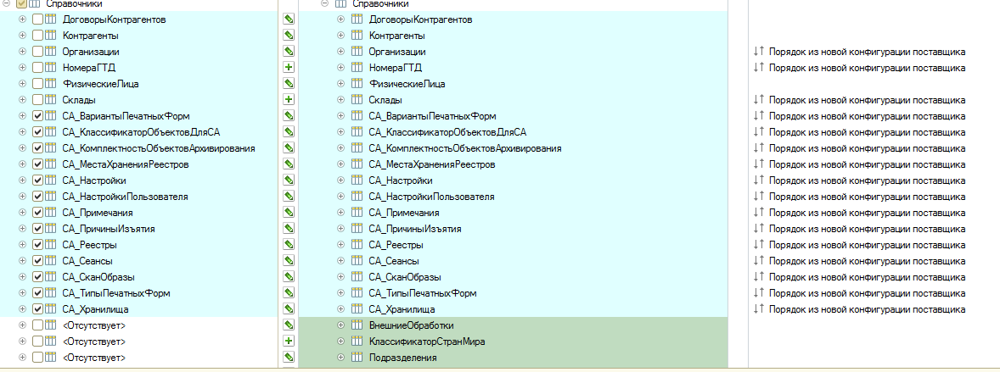 Справочники Справочники
ДоговорыКонтрагентов ДоговорыКонтрагентов
Контрагенты Контрагенты
Организации Организации Порядок из новой конфигурации поставщика
НомераГТД НомераГТД Порядок из новой конфигурации поставщика
ФизическиеЛица ФизическиеЛица
Склады Склады Порядок из новой конфигурации поставщика
СА_ВариантыПечатныхФорм СА_ВариантыПечатныхФорм Порядок из новой конфигурации поставщика
СА_КлассификаторОбъектовДляСА СА_КлассификаторОбъектовДляСА Порядок из новой конфигурации поставщика
СА_КомплектностьОбъектовАрхивирования СА_КомплектностьОбъектовАрхивирования Порядок из новой конфигурации поставщика
СА_МестаХраненияРеестров СА_МестаХраненияРеестров Порядок из новой конфигурации поставщика
СА_Настройки СА_Настройки Порядок из новой конфигурации поставщика
СА_НастройкиПользователя СА_НастройкиПользователя Порядок из новой конфигурации поставщика
СА_Примечания СА_Примечания Порядок из новой конфигурации поставщика
СА_ПричиныИзъятия СА_ПричиныИзъятия Порядок из новой конфигурации поставщика
СА_Реестры СА_Реестры Порядок из новой конфигурации поставщика
СА_Сеансы СА_Сеансы Порядок из новой конфигурации поставщика
СА_СканОбразы СА_СканОбразы Порядок из новой конфигурации поставщика
СА_ТипыПечатныхФорм СА_ТипыПечатныхФорм Порядок из новой конфигурации поставщика
СА_Хранилища СА_Хранилища Порядок из новой конфигурации поставщика
<Отсутствует> ВнешниеОбработки
<Отсутствует> КлассификаторСтранМира
<Отсутствует> Подразделения